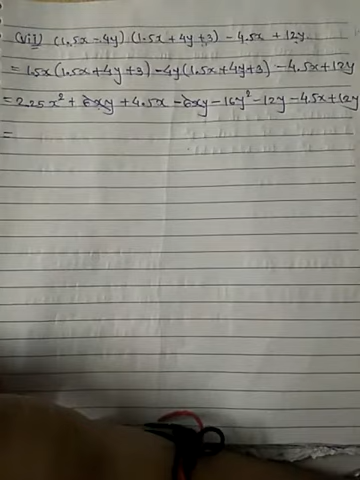 (vii) (1.5x - 4y) (1.5x + 4y + 3) - 4.5x + 12y
= 1.5x (1.5x + 4y + 3) - 4y (1.5x + 4y + 3) - 4.5x + 12y
= 2.25x² + 6xy + 4.5x - 6xy - 16y² - 12y - 4.5x + 12y
=